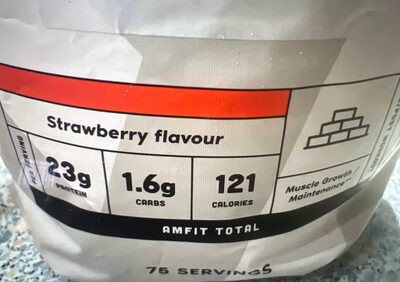 Strawberry flavour
PER SERVING
23g
PROTEIN
1.6g
CARBS
121
CALORIES
Muscle Growth
Maintenance
AMFIT TOTAL
75 SERVINGS